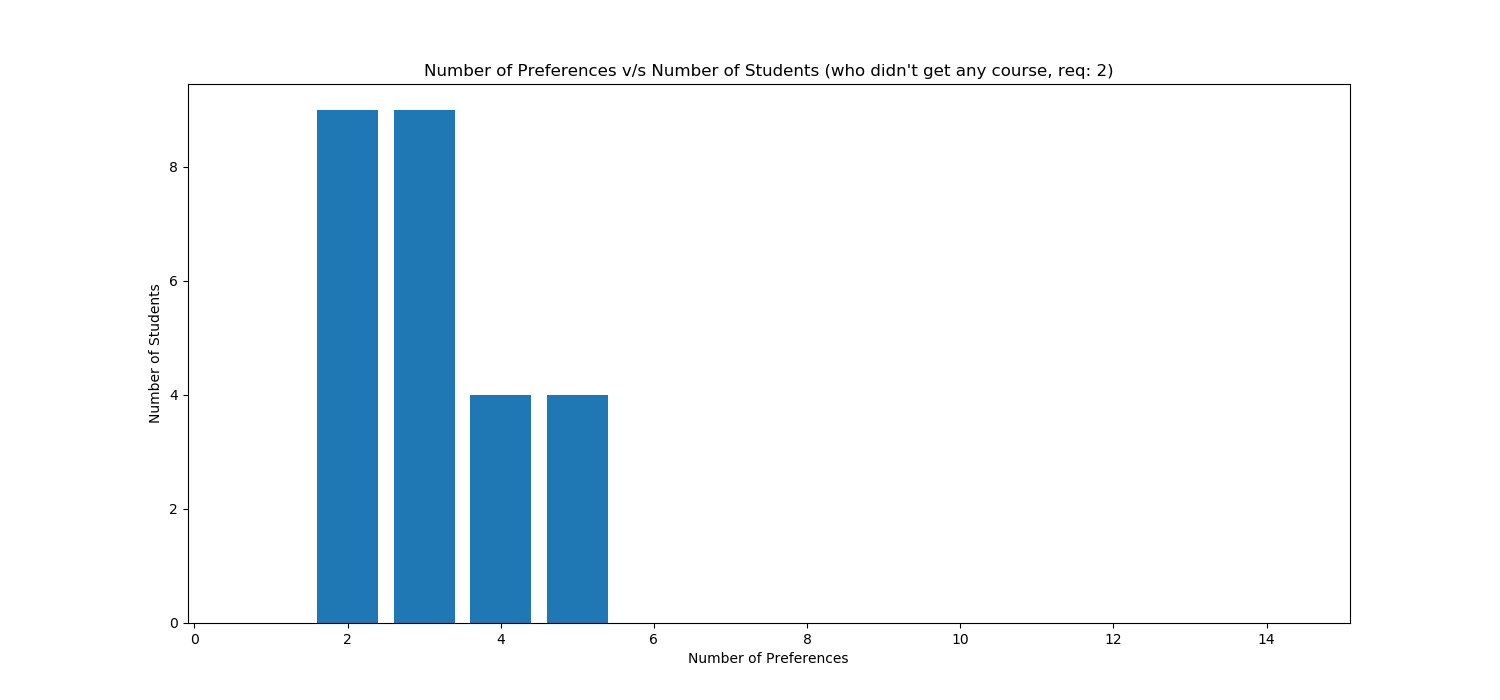 Number of Preferences v/s Number of Students (who didn't get any course, req: 2)
8
6
4
2
0
Number of Students
0 2 4 6 8 10 12 14
Number of Preferences